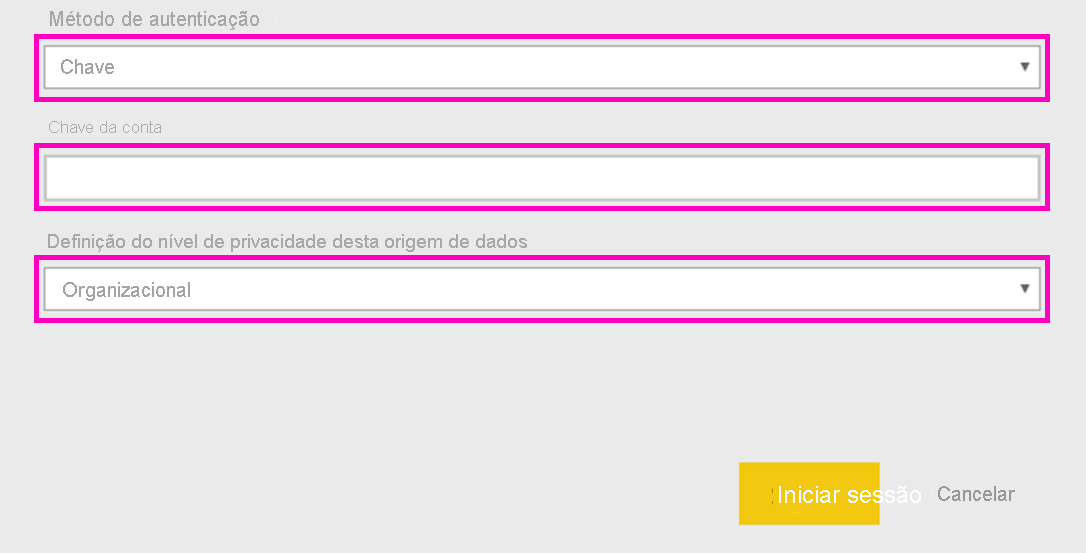 Método de autenticação
Chave
Chave da conta
Definição do nível de privacidade desta origem de dados
Organizacional
Iniciar sessão Cancelar